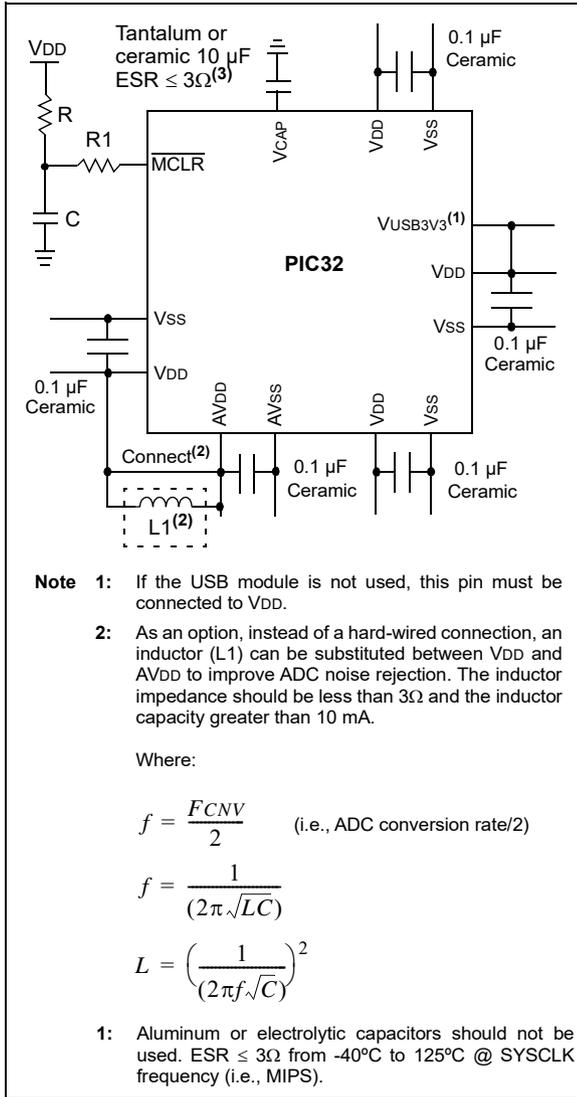 VDD
Tantalum or
ceramic 10 µF
ESR ≤ 3Ω(3)
0.1 µF
Ceramic
R
R1
C
MCLR
VCAP
VDD
VSS
PIC32
VUSB3V3(1)
VDD
VSS
0.1 µF
Ceramic
VSS
VDD
0.1 µF
Ceramic
AVDD
AVSS
VDD
VSS
Connect(2)
L1(2)
0.1 µF
Ceramic
0.1 µF
Ceramic
Note 1: If the USB module is not used, this pin must be
connected to VDD.
2: As an option, instead of a hard-wired connection, an
inductor (L1) can be substituted between VDD and
AVDD to improve ADC noise rejection. The inductor
impedance should be less than 3Ω and the inductor
capacity greater than 10 mA.
Where:
f = FCNV / 2 (i.e., ADC conversion rate/2)
f = 1 / (2π√LC)
L = (1 / (2πf√C))²
1: Aluminum or electrolytic capacitors should not be
used. ESR ≤ 3Ω from -40ºC to 125ºC @ SYSCLK
frequency (i.e., MIPS).